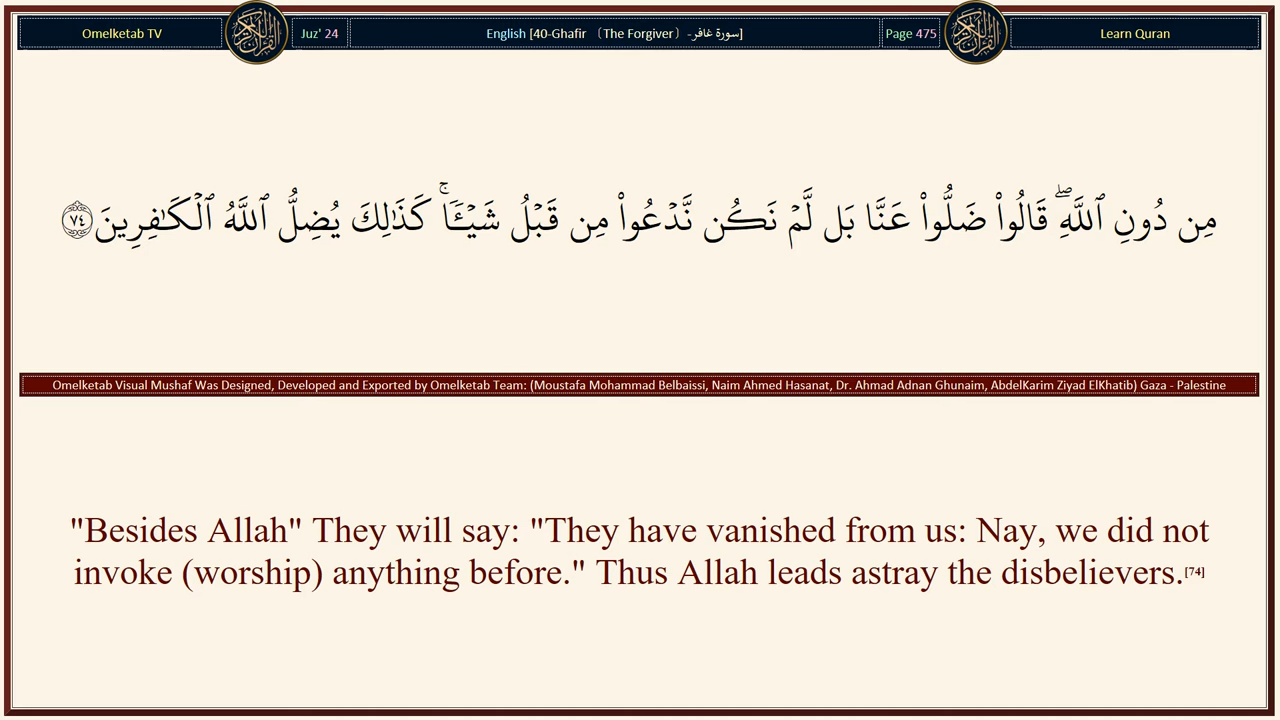 Omelketab TV
Juz' 24
English [40-Ghafir （The Forgiver）-سورة غافر]
Page 475
Learn Quran
مِن دُونِ ٱللَّهِۖ قَالُوا۟ ضَلُّوا۟ عَنَّا بَل لَّمْ نَكُن نَّدْعُوا۟ مِن قَبْلُ شَيْـًٔاۚ كَذَٰلِكَ يُضِلُّ ٱللَّهُ ٱلْكَـٰفِرِينَ ٧٤
Omelketab Visual Mushaf Was Designed, Developed and Exported by Omelketab Team: (Moustafa Mohammad Belbaissi, Naim Ahmed Hasanat, Dr. Ahmad Adnan Ghunaim, AbdelKarim Ziyad ElKhatib) Gaza - Palestine
"Besides Allah" They will say: "They have vanished from us: Nay, we did not
invoke (worship) anything before." Thus Allah leads astray the disbelievers.[74]